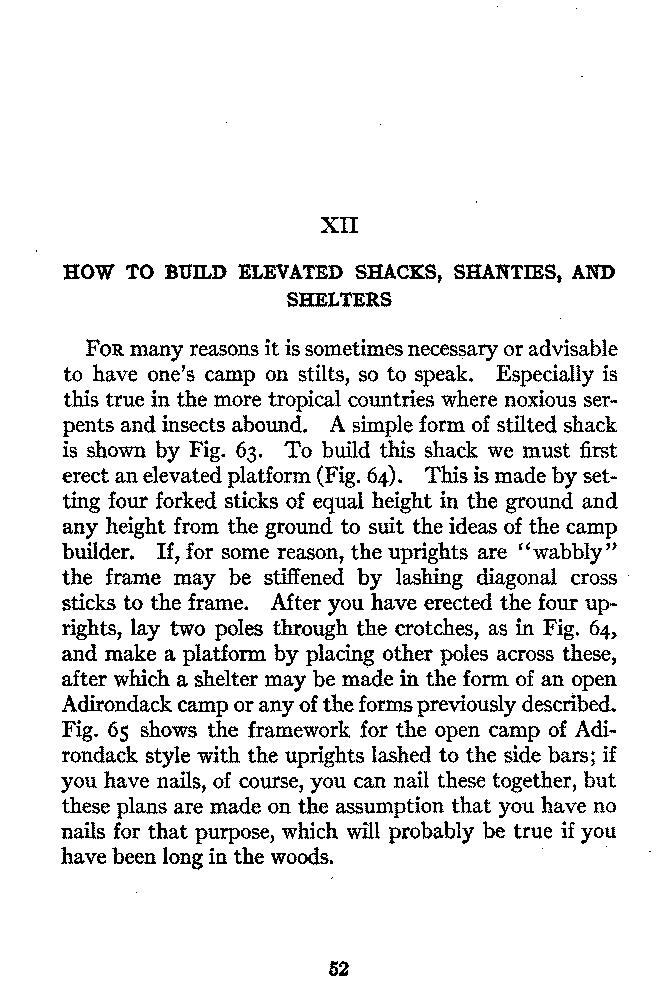 XII
HOW TO BUILD ELEVATED SHACKS, SHANTIES, AND
SHELTERS
FOR many reasons it is sometimes necessary or advisable
to have one's camp on stilts, so to speak. Especially is
this true in the more tropical countries where noxious ser-
pents and insects abound. A simple form of stilted shack
is shown by Fig. 63. To build this shack we must first
erect an elevated platform (Fig. 64). This is made by set-
ting four forked sticks of equal height in the ground and
any height from the ground to suit the ideas of the camp
builder. If, for some reason, the uprights are "wabbly"
the frame may be stiffened by lashing diagonal cross
sticks to the frame. After you have erected the four up-
rights, lay two poles through the crotches, as in Fig. 64,
and make a platform by placing other poles across these,
after which a shelter may be made in the form of an open
Adirondack camp or any of the forms previously described.
Fig. 65 shows the framework for the open camp of Adi-
rondack style with the uprights lashed to the side bars; if
you have nails, of course, you can nail these together, but
these plans are made on the assumption that you have no
nails for that purpose, which will probably be true if you
have been long in the woods.
52